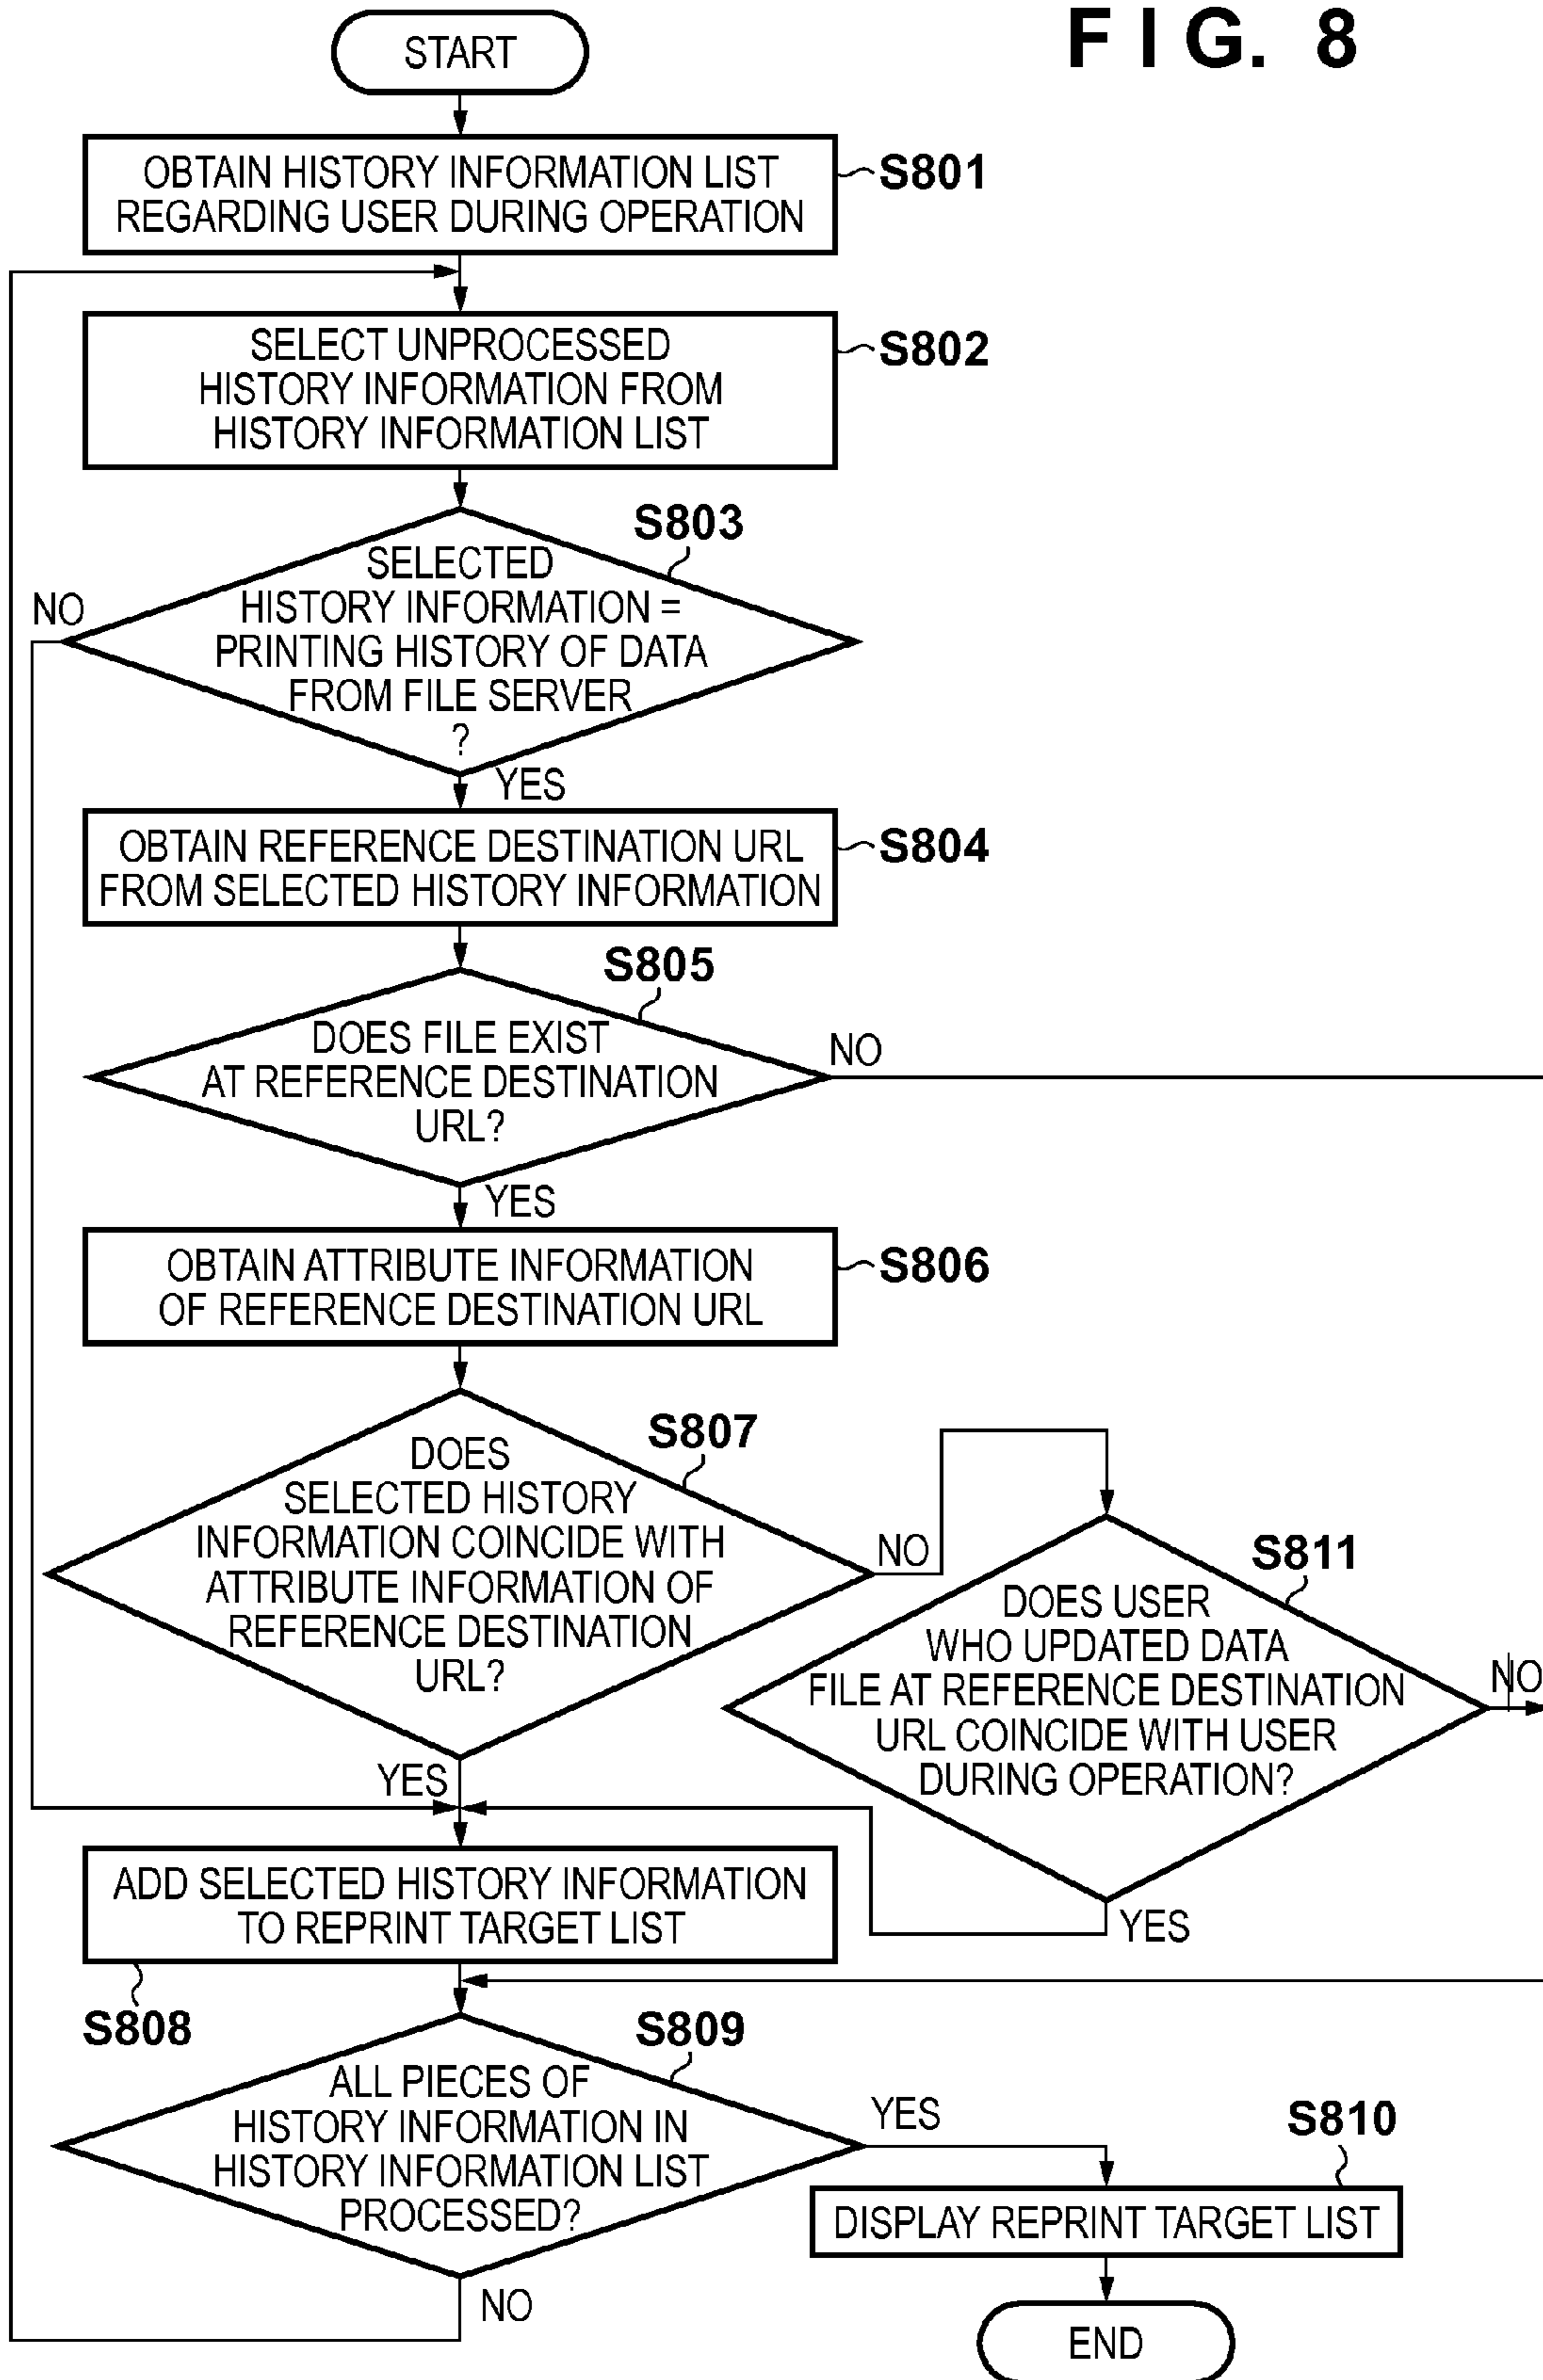 FIG. 8
START
OBTAIN HISTORY INFORMATION LIST
REGARDING USER DURING OPERATION
S801
SELECT UNPROCESSED
HISTORY INFORMATION FROM
HISTORY INFORMATION LIST
S802
S803
SELECTED
HISTORY INFORMATION =
PRINTING HISTORY OF DATA
FROM FILE SERVER
?
NO
YES
OBTAIN REFERENCE DESTINATION URL
FROM SELECTED HISTORY INFORMATION
S804
S805
DOES FILE EXIST
AT REFERENCE DESTINATION
URL?
NO
YES
OBTAIN ATTRIBUTE INFORMATION
OF REFERENCE DESTINATION URL
S806
S807
DOES
SELECTED HISTORY
INFORMATION COINCIDE WITH
ATTRIBUTE INFORMATION OF
REFERENCE DESTINATION
URL?
NO
YES
S811
DOES USER
WHO UPDATED DATA
FILE AT REFERENCE DESTINATION
URL COINCIDE WITH USER
DURING OPERATION?
NO
YES
ADD SELECTED HISTORY INFORMATION
TO REPRINT TARGET LIST
S808
S809
ALL PIECES OF
HISTORY INFORMATION IN
HISTORY INFORMATION LIST
PROCESSED?
YES
NO
S810
DISPLAY REPRINT TARGET LIST
END